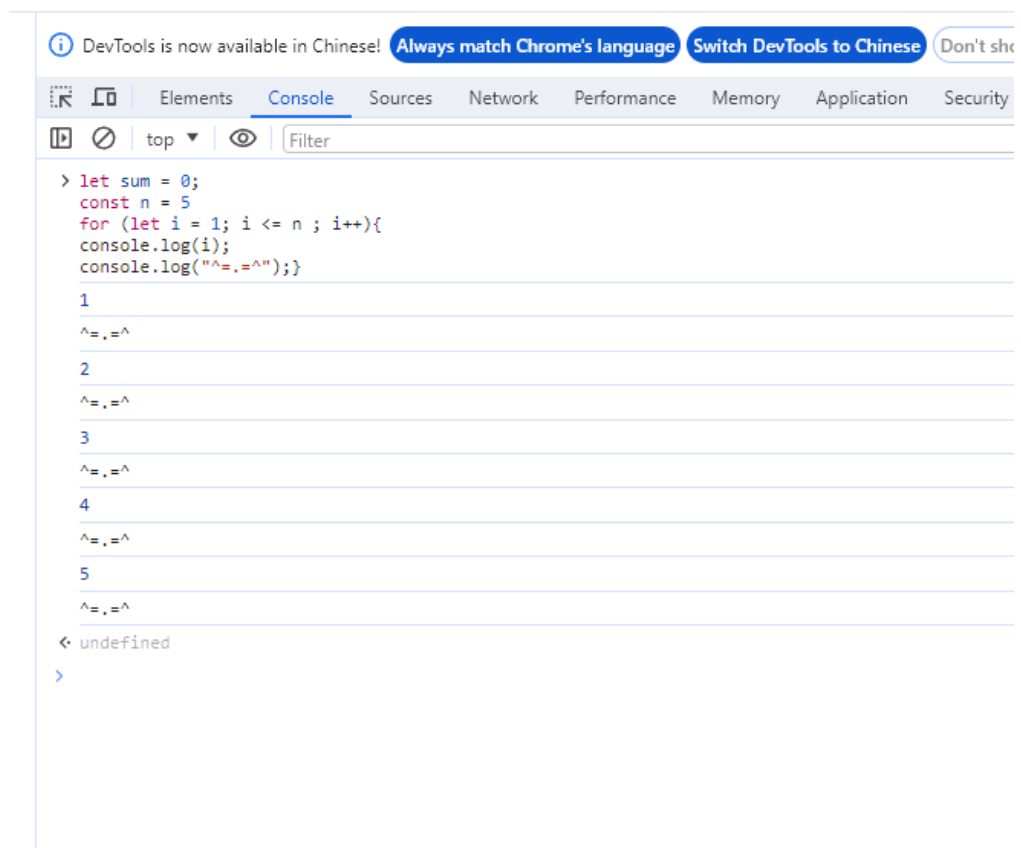 DevTools is now available in Chinese! Always match Chrome's language Switch DevTools to Chinese Don't
Elements Console Sources Network Performance Memory Application Security
top Filter
let sum = 0;
const n = 5
for (let i = 1; i <= n ; i++){
console.log(i);
console.log("^=.=^");}
1
^=.=^
2
^=.=^
3
^=.=^
4
^=.=^
5
^=.=^
undefined